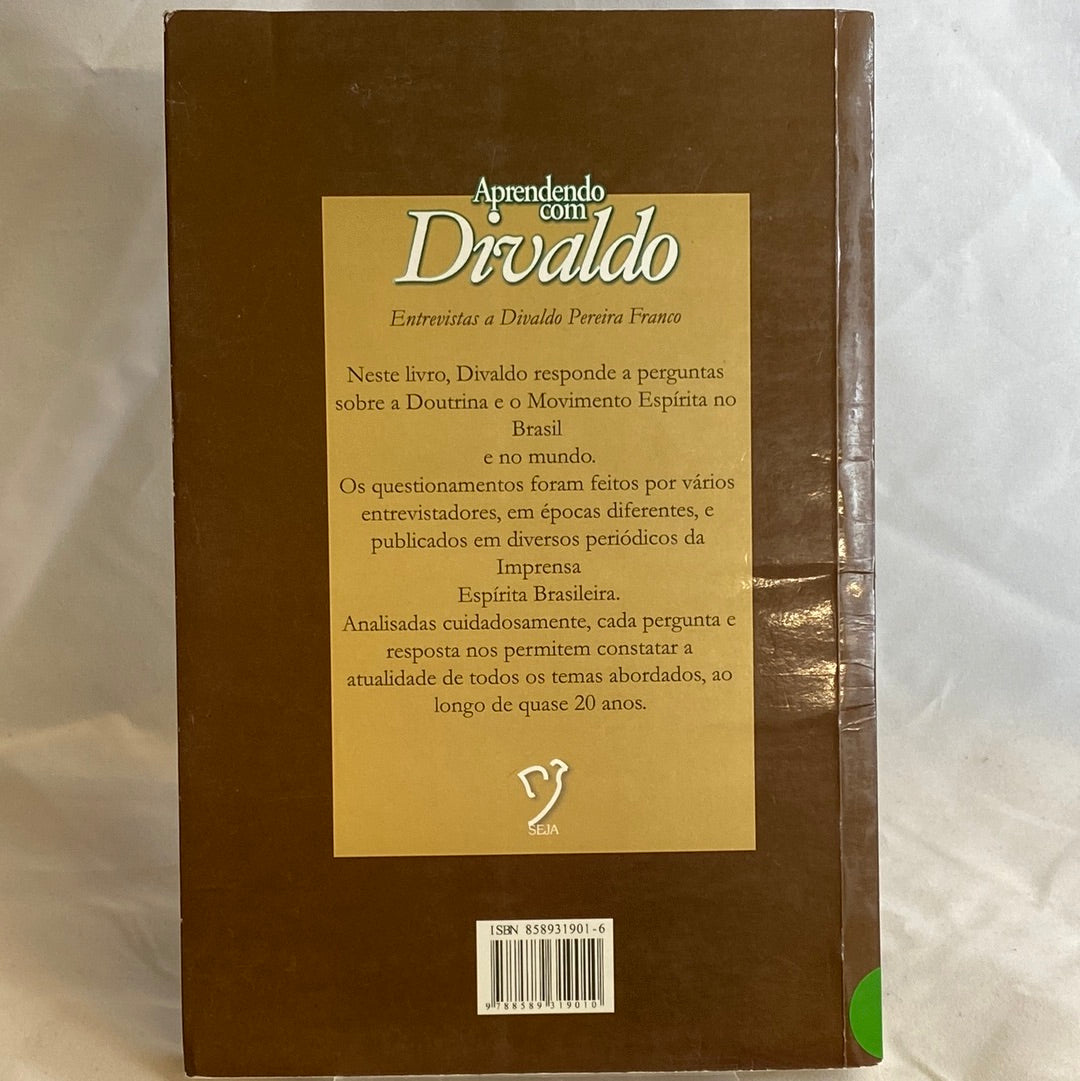 Aprendendo
com
Divaldo
Entrevistas a Divaldo Pereira Franco
Neste livro, Divaldo responde a perguntas
sobre a Doutrina e o Movimento Espírita no
Brasil
e no mundo.
Os questionamentos foram feitos por vários
entrevistadores, em épocas diferentes, e
publicados em diversos periódicos da
Imprensa
Espírita Brasileira.
Analisadas cuidadosamente, cada pergunta e
resposta nos permitem constatar a
atualidade de todos os temas abordados, ao
longo de quase 20 anos.
SEJA
ISBN 858931901-6
9 788589 319010